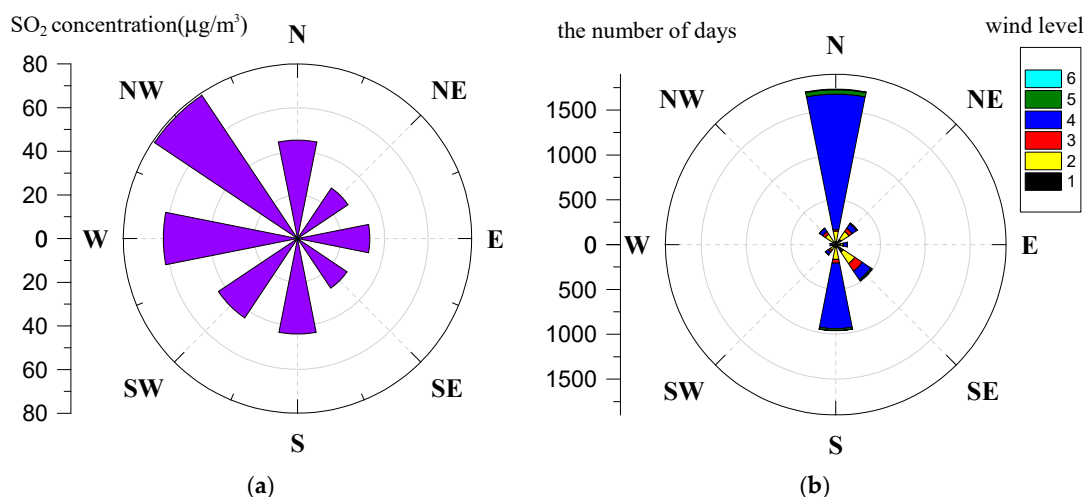 SO₂ concentration(μg/m³)
80
60
40
20
0
20
40
60
80
N
NE
E
SE
S
SW
W
NW
(a)
the number of days
1500
1000
500
0
500
1000
1500
N
NE
E
SE
S
SW
W
NW
wind level
6
5
4
3
2
1
(b)